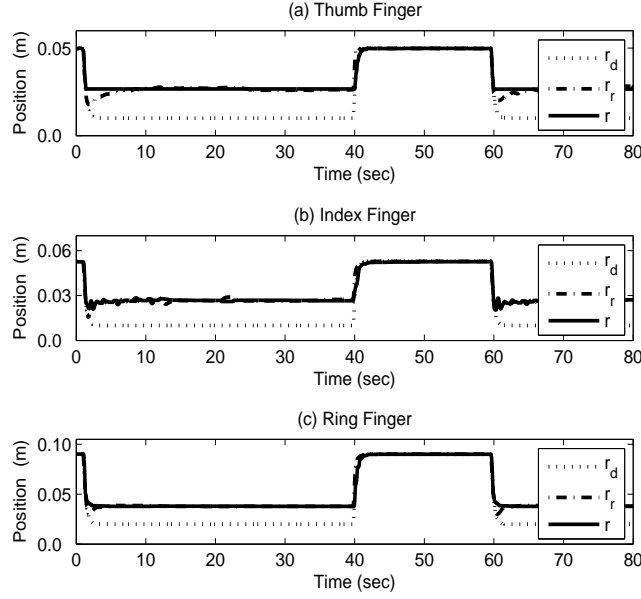 (a) Thumb Finger
Position (m)
0.05
0.0
0 10 20 30 40 50 60 70 80
Time (sec)
r_d
r_r
r
(b) Index Finger
Position (m)
0.06
0.03
0.0
0 10 20 30 40 50 60 70 80
Time (sec)
r_d
r_r
r
(c) Ring Finger
Position (m)
0.10
0.05
0.0
0 10 20 30 40 50 60 70 80
Time (sec)
r_d
r_r
r